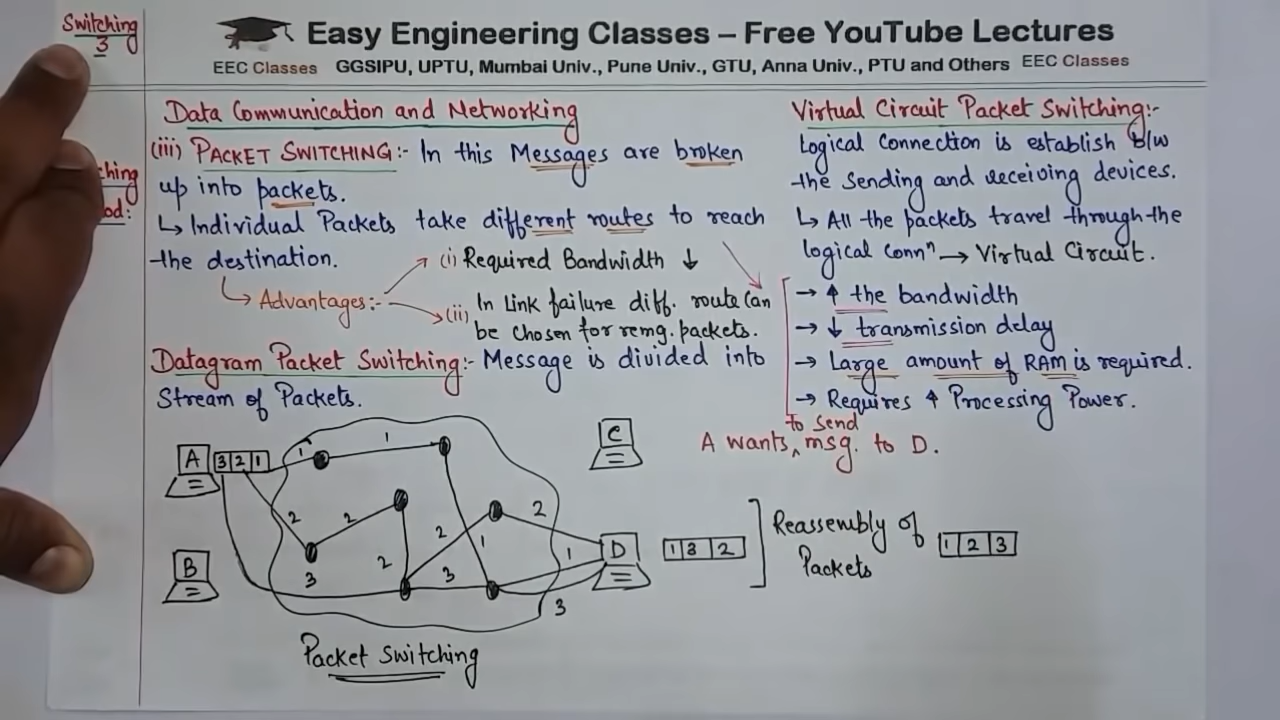 Switching
3
Easy Engineering Classes – Free YouTube Lectures
EEC Classes GGSIPU, UPTU, Mumbai Univ., Pune Univ., GTU, Anna Univ., PTU and Others EEC Classes
ching
od:
Data Communication and Networking
(iii) PACKET SWITCHING:- In this Messages are broken
up into packets.
↳ Individual Packets take different routes to reach
the destination.
↳ Advantages:-
(i) Required Bandwidth ↓
(ii) In Link failure diff. route Can
be chosen for remg. packets.
Datagram Packet Switching:- Message is divided into
Stream of Packets.
Virtual Circuit Packet Switching:-
Logical Connection is establish b/w
the Sending and receiving devices.
↳ All the packets travel through the
logical connⁿ → Virtual Circuit.
→ ↑ the bandwidth
→ ↓ transmission delay
→ Large amount of RAM is required.
→ Requires ↑ Processing Power.
to send
A wants ^ msg. to D.
A 3 2 1
1
1
C
2
2
2
2
2
1
1
3
3
3
B
D
1 3 2
Reassembly of
Packets
1 2 3
Packet Switching